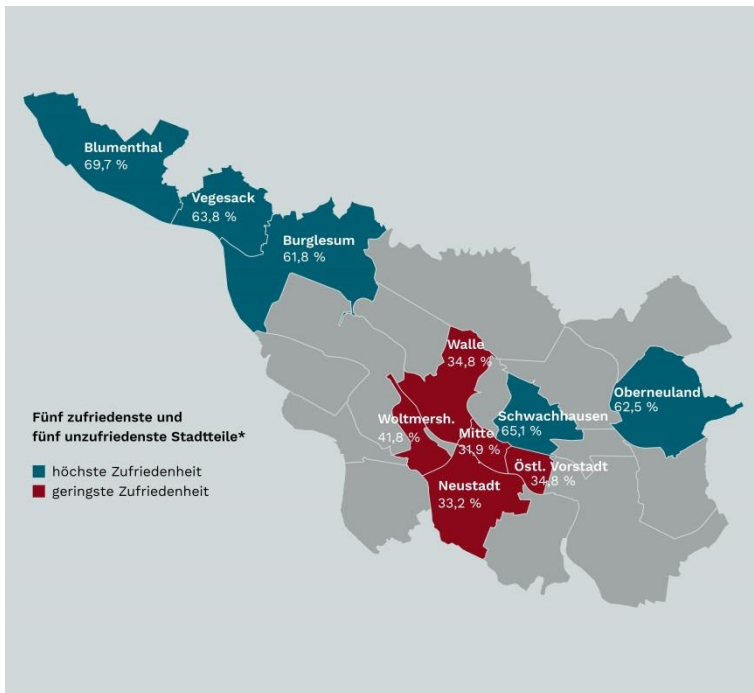 Blumenthal
69,7 %
Vegesack
63,8 %
Burglesum
61,8 %
Walle
34,8 %
Oberneuland
62,5 %
Schwachhausen
65,1 %
Woltmersh.
41,8 %
Mitte
31,9 %
Östl. Vorstadt
34,8 %
Neustadt
33,2 %
Fünf zufriedenste und
fünf unzufriedenste Stadtteile*
höchste Zufriedenheit
geringste Zufriedenheit